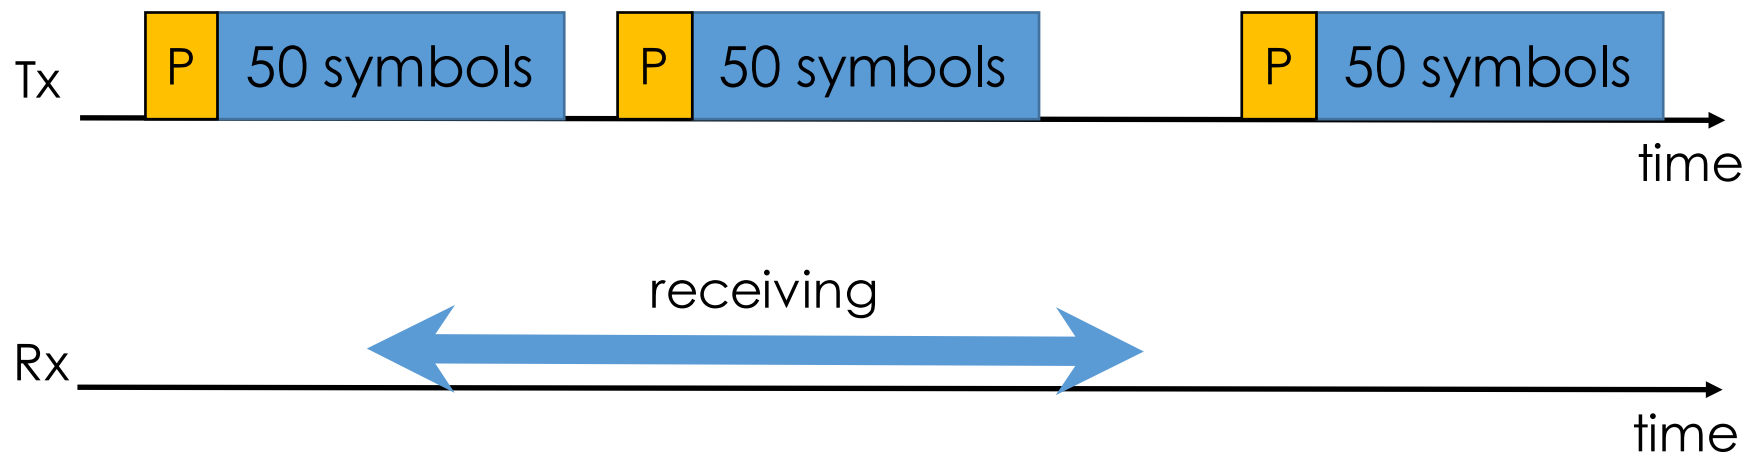 Tx
P 50 symbols P 50 symbols P 50 symbols
time
receiving
Rx
time